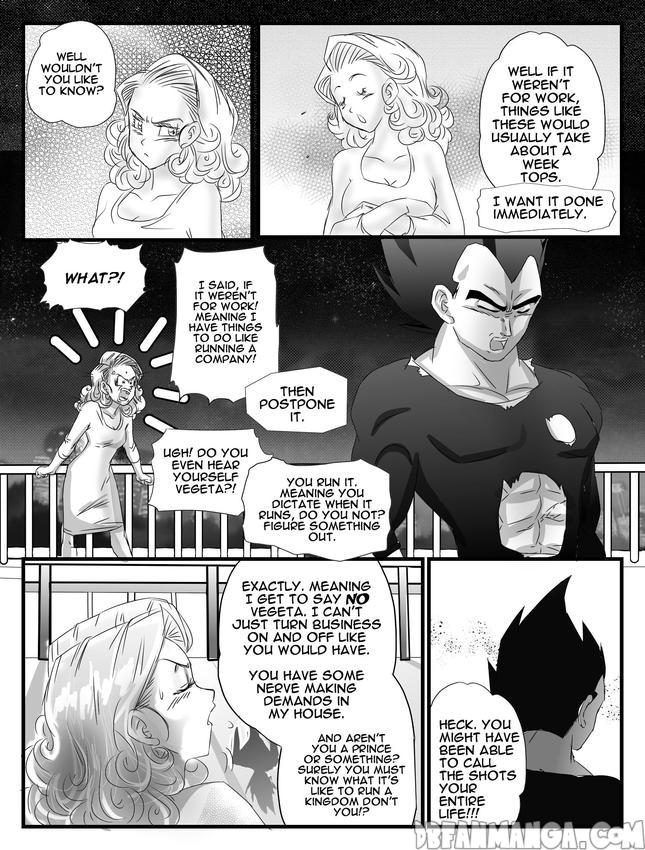 WELL
WOULDN'T
YOU LIKE
TO KNOW?
WELL IF IT
WEREN'T
FOR WORK,
THINGS LIKE
THESE WOULD
USUALLY TAKE
ABOUT A
WEEK
TOPS.
I WANT IT DONE
IMMEDIATELY.
WHAT?!
I SAID, IF
IT WEREN'T
FOR WORK!
MEANING I
HAVE THINGS
TO DO LIKE
RUNNING A
COMPANY!
THEN
POSTPONE
IT.
UGH! DO YOU
EVEN HEAR
YOURSELF
VEGETA?!
YOU RUN IT.
MEANING YOU
DICTATE WHEN IT
RUNS, DO YOU NOT?
FIGURE SOMETHING
OUT.
EXACTLY. MEANING
I GET TO SAY NO
VEGETA. I CAN'T
JUST TURN BUSINESS
ON AND OFF LIKE
YOU WOULD HAVE.
YOU HAVE SOME
NERVE MAKING
DEMANDS IN
MY HOUSE.
AND AREN'T
YOU A PRINCE
OR SOMETHING?
SURELY YOU MUST
KNOW WHAT IT'S
LIKE TO RUN A
KINGDOM DON'T
YOU!?
HECK. YOU
MIGHT HAVE
BEEN ABLE
TO CALL
THE SHOTS
YOUR
ENTIRE
LIFE!!!
DBFANMANGA.COM